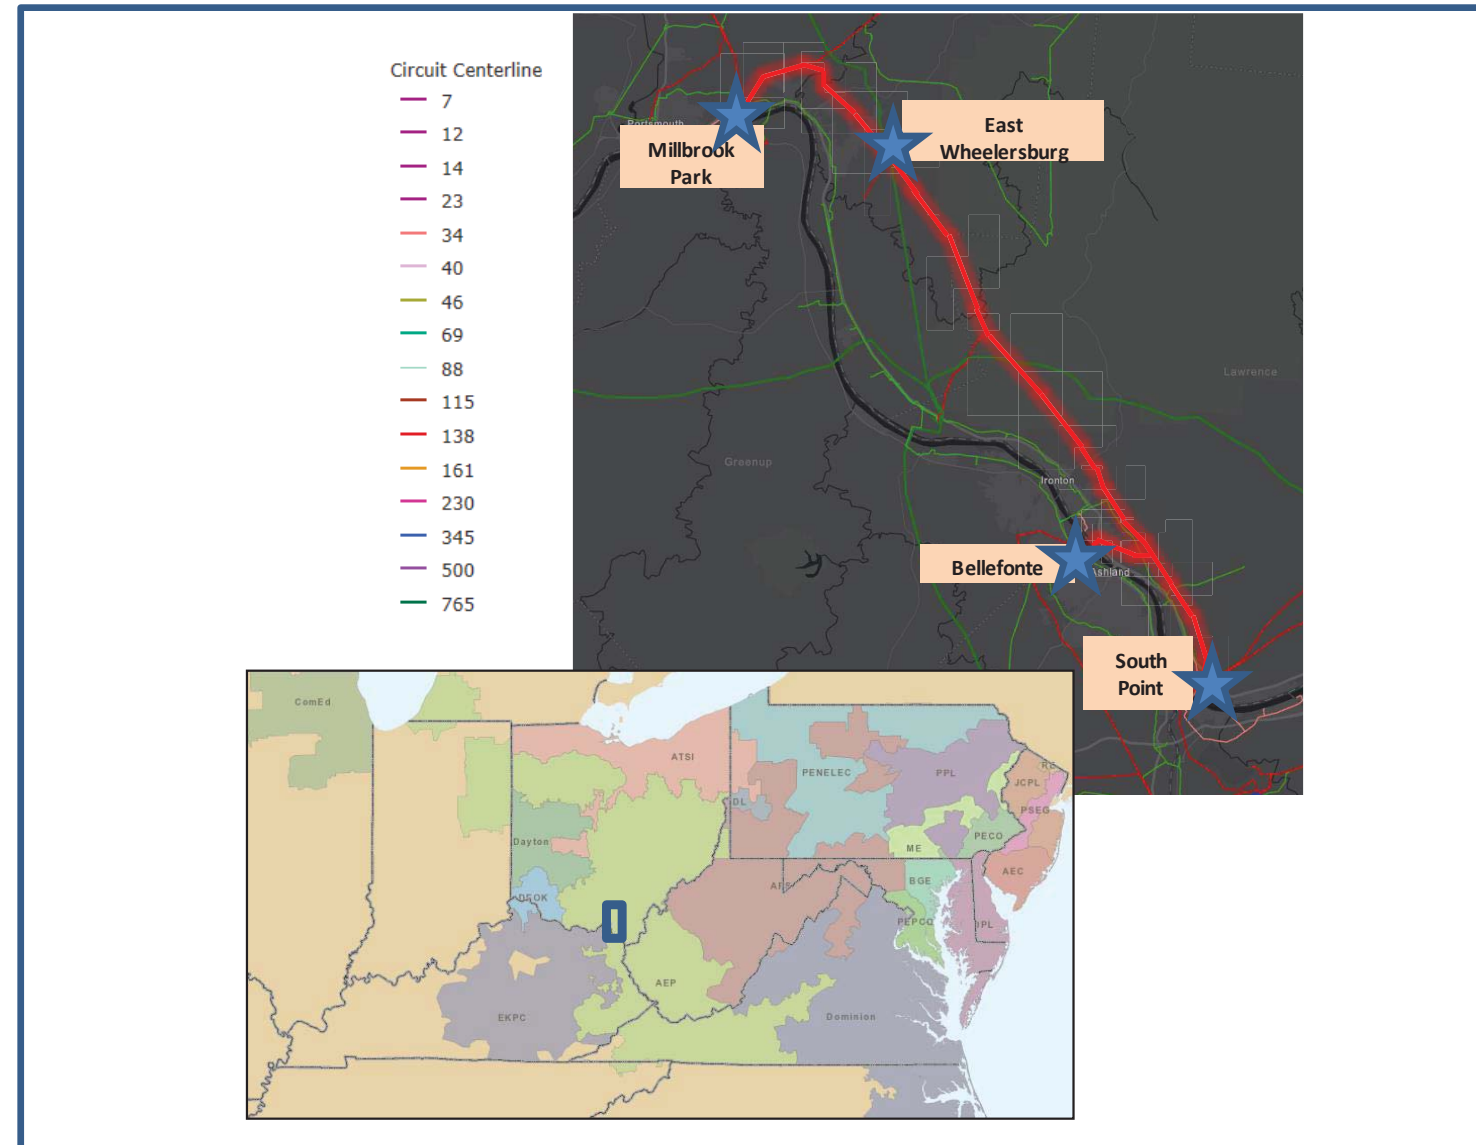 Circuit Centerline
7
12
14
23
34
40
46
69
88
115
138
161
230
345
500
765
Portsmouth
Millbrook
Park
East
Wheelersburg
Lawrence
Greenup
Ironton
Bellefonte
Ashland
South
Point
ComEd
ATSI
PENELEC
PPL
RE
JCPL
DL
PSEG
Dayton
PECO
ME
AEC
APS
BGE
DEOK
PEPCO
DPL
AEP
EKPC
Dominion